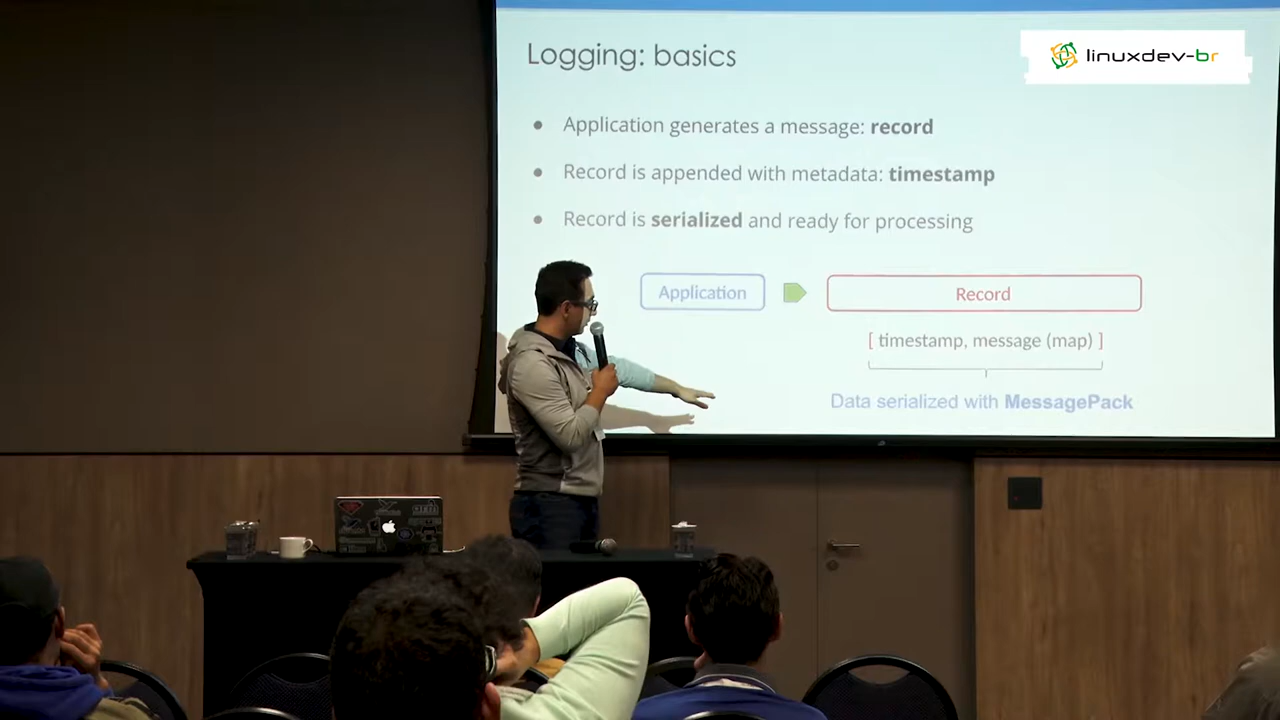 Logging: basics
linuxdev-br
Application generates a message: record
Record is appended with metadata: timestamp
Record is serialized and ready for processing
Application
Record
[ timestamp, message (map) ]
Data serialized with MessagePack